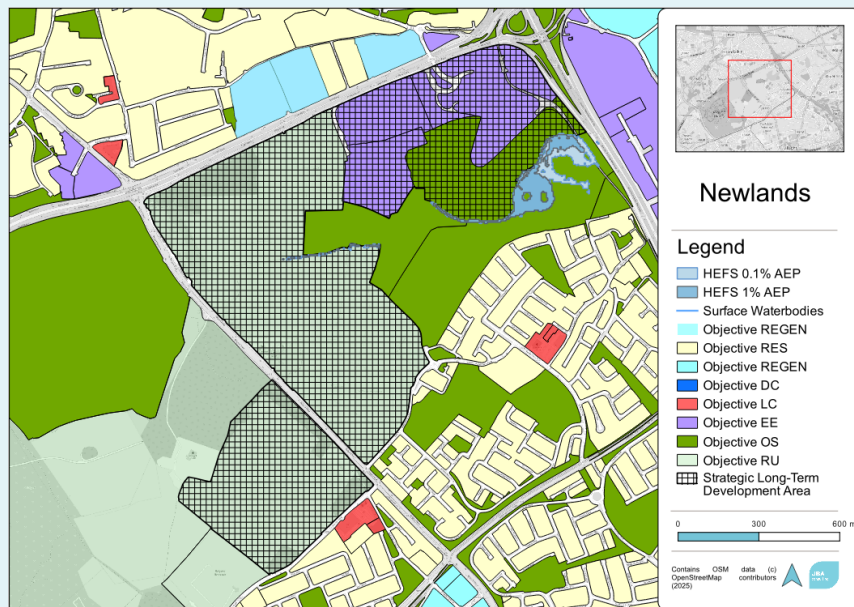 Newlands
Legend
HEFS 0.1% AEP
HEFS 1% AEP
Surface Waterbodies
Objective REGEN
Objective RES
Objective REGEN
Objective DC
Objective LC
Objective EE
Objective OS
Objective RU
Strategic Long-Term
Development Area
0 300 600 m
Contains OSM data (c)
OpenStreetMap contributors
(2025)
JBA